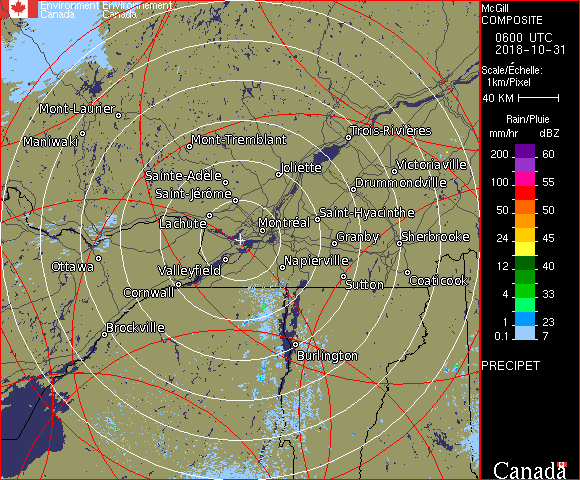 Environment Environnement
Canada Canada
McGill
COMPOSITE
0600 UTC
2018-10-31
Scale/Échelle:
1km/Pixel
40 KM
Rain/Pluie
mm/hr dBZ
200 60
155
100 55
50 50
24 45
12 40
4 33
1 23
0.1 7
PRECIPET
Canada
Mont-Laurier
Maniwaki
Mont-Tremblant
Trois-Rivières
Sainte-Adèle
Joliette
Victoriaville
Saint-Jérôme
Drummondville
Lachute
Montréal
Saint-Hyacinthe
Granby
Sherbrooke
Ottawa
Valleyfield
Napierville
Cornwall
Sutton
Coaticook
Brockville
Burlington